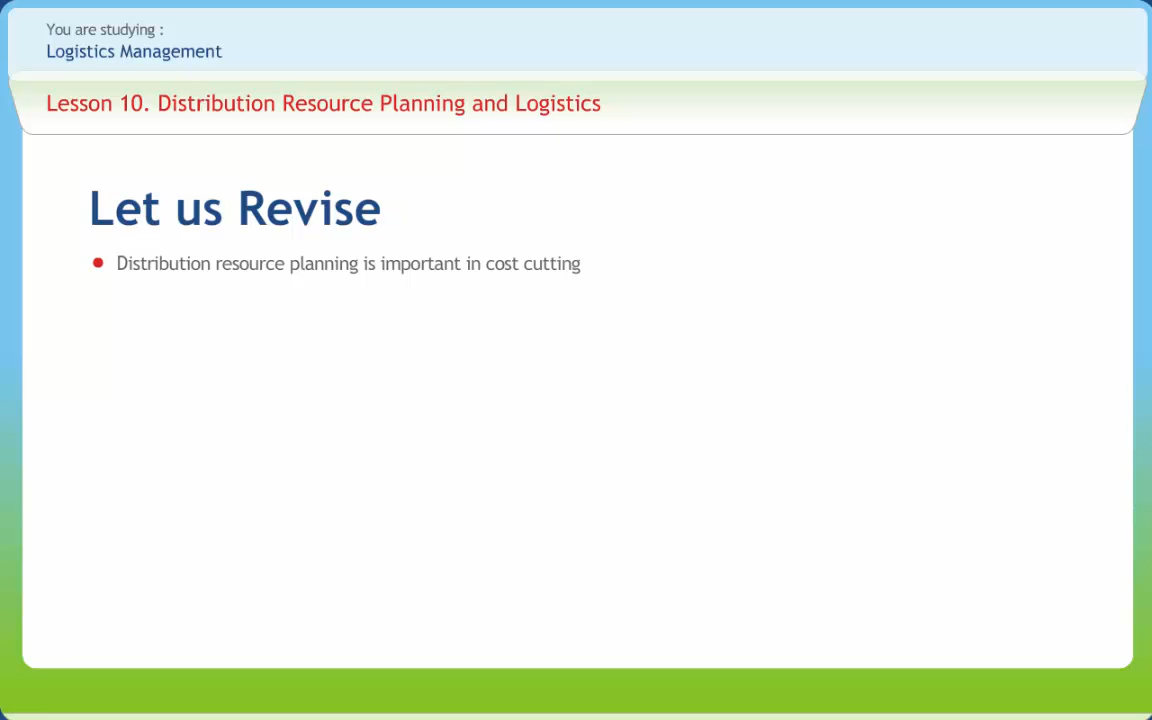 You are studying :
Logistics Management
Lesson 10. Distribution Resource Planning and Logistics
Let us Revise
Distribution resource planning is important in cost cutting